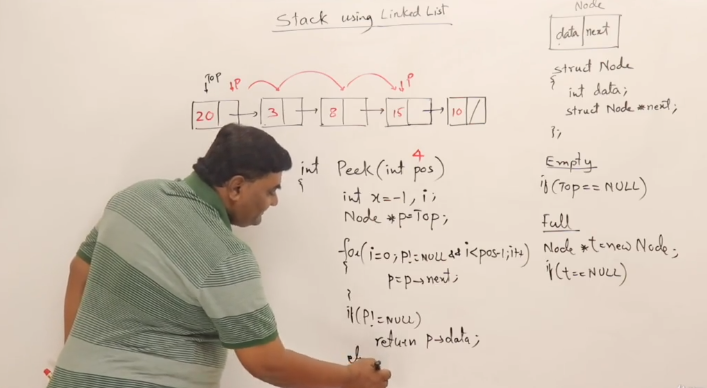 Stack using Linked List
Top
P
P
20
3
8
15
10
4
int Peek(int pos)
{
int x=-1, i;
Node *p=Top;
for(i=0; P!=NULL && i<pos-1; i++)
{
p=p→next;
}
if(P!=NULL)
return p→data;
el
Node
data next
struct Node
{
int data;
struct Node *next;
};
Empty
if(Top==NULL)
Full
Node *t=new Node;
if(t==NULL)